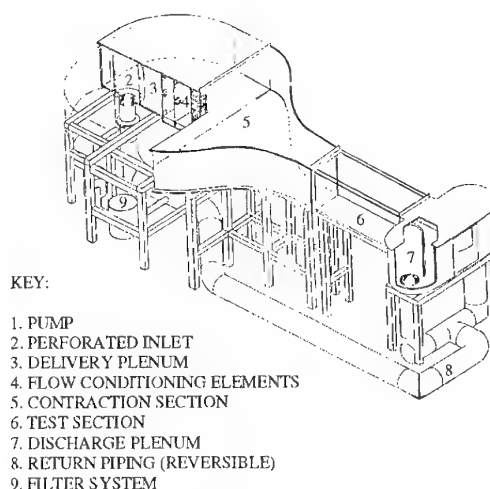 2
3
4
5
9
6
7
8
KEY:
1. PUMP
2. PERFORATED INLET
3. DELIVERY PLENUM
4. FLOW CONDITIONING ELEMENTS
5. CONTRACTION SECTION
6. TEST SECTION
7. DISCHARGE PLENUM
8. RETURN PIPING (REVERSIBLE)
9. FILTER SYSTEM